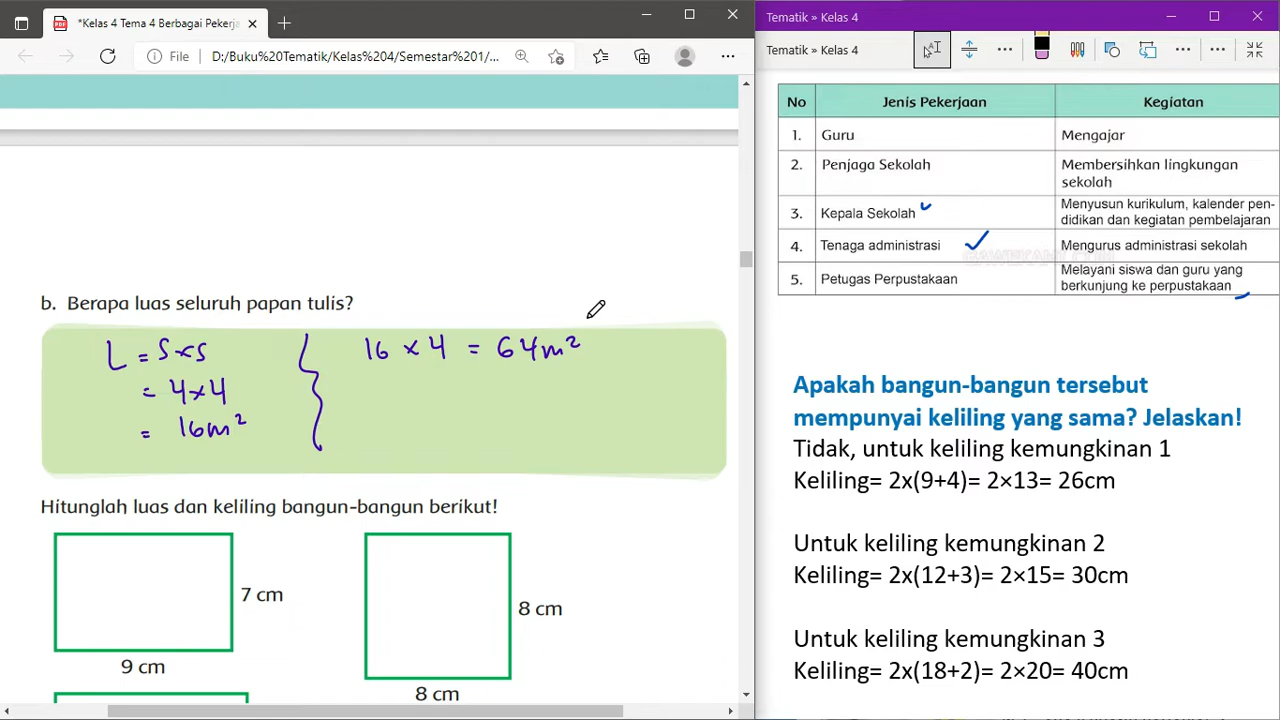 *Kelas 4 Tema 4 Berbagai Pekerja
File
D:/Buku%20Tematik/Kelas%204/Semestar%201/...
b. Berapa luas seluruh papan tulis?
L = s×s
= 4×4
= 16m²
16 × 4 = 64m²
Hitunglah luas dan keliling bangun-bangun berikut!
7 cm
9 cm
8 cm
8 cm
Tematik » Kelas 4
Tematik » Kelas 4
No Jenis Pekerjaan Kegiatan
1. Guru Mengajar
2. Penjaga Sekolah Membersihkan lingkungan
sekolah
3. Kepala Sekolah Menyusun kurikulum, kalender pen-
didikan dan kegiatan pembelajaran
4. Tenaga administrasi Mengurus administrasi sekolah
5. Petugas Perpustakaan Melayani siswa dan guru yang
berkunjung ke perpustakaan
Apakah bangun-bangun tersebut
mempunyai keliling yang sama? Jelaskan!
Tidak, untuk keliling kemungkinan 1
Keliling= 2x(9+4)= 2×13= 26cm
Untuk keliling kemungkinan 2
Keliling= 2x(12+3)= 2×15= 30cm
Untuk keliling kemungkinan 3
Keliling= 2x(18+2)= 2×20= 40cm